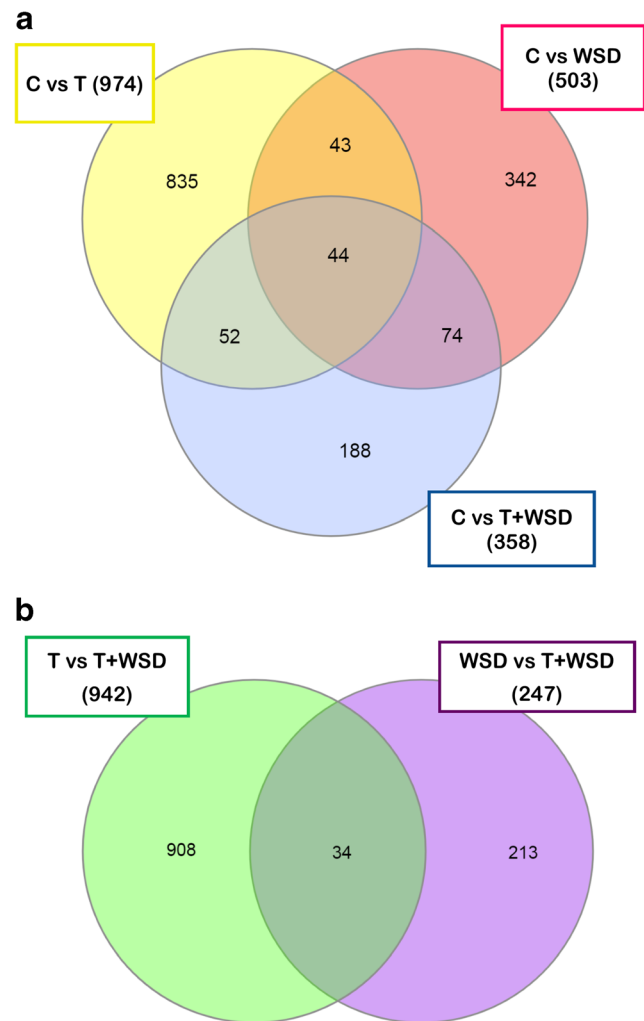 a
C vs T (974)
C vs WSD
(503)
43
835
342
44
52
74
188
C vs T+WSD
(358)
b
T vs T+WSD
(942)
WSD vs T+WSD
(247)
908
34
213